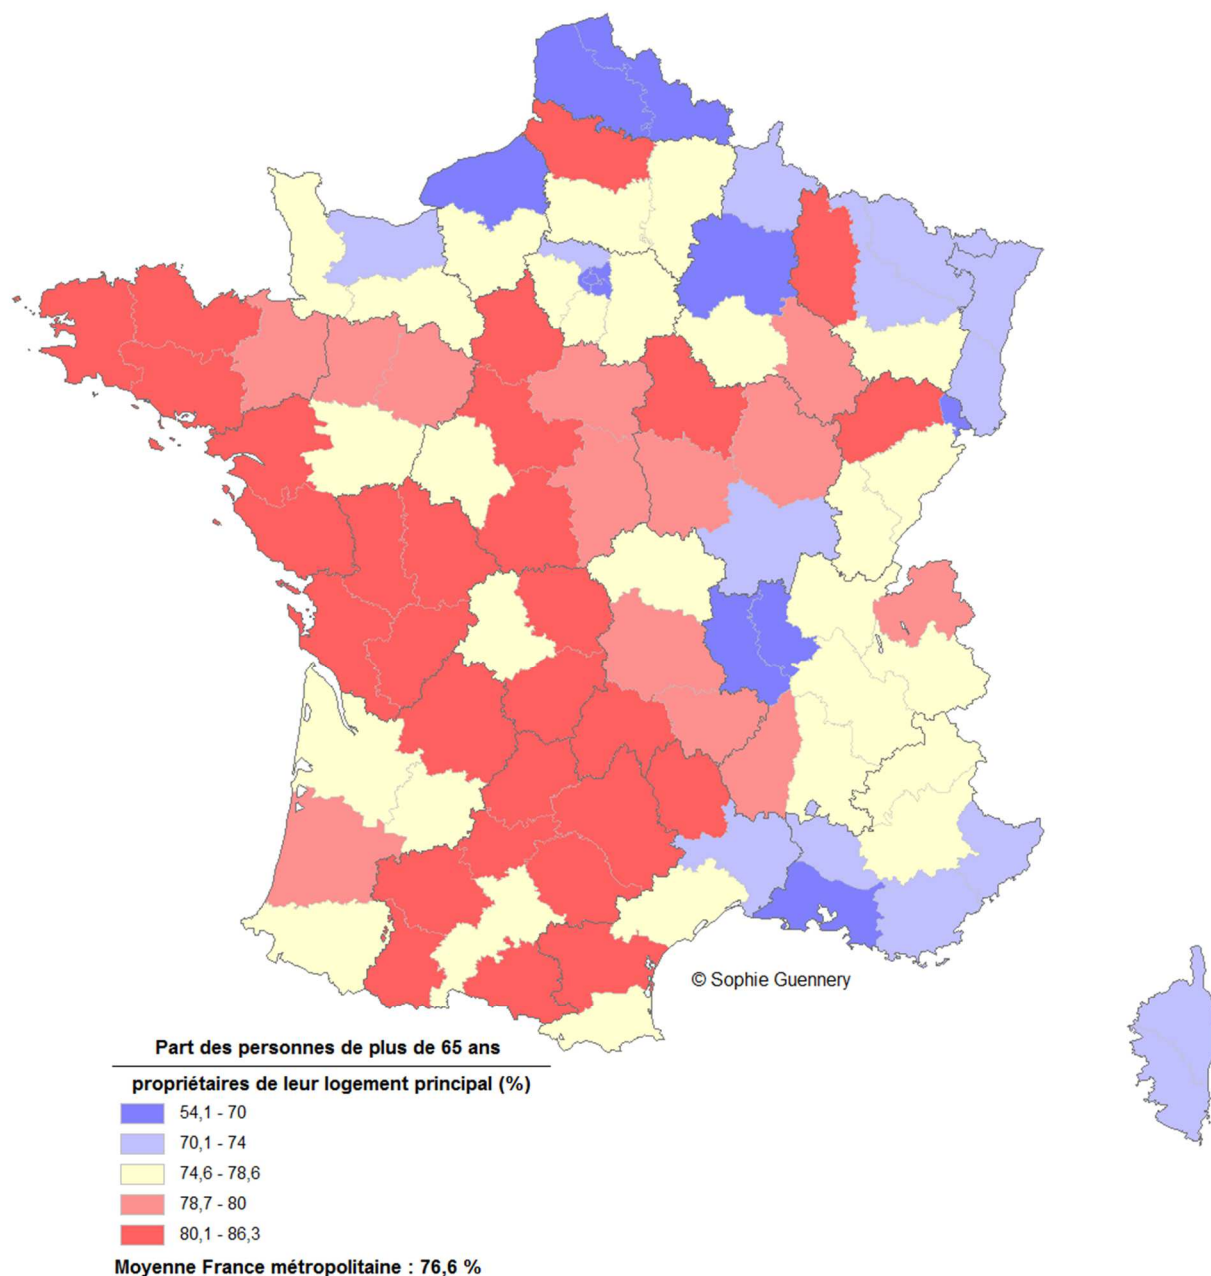 © Sophie Guennery
Part des personnes de plus de 65 ans
propriétaires de leur logement principal (%)
54,1 - 70
70,1 - 74
74,6 - 78,6
78,7 - 80
80,1 - 86,3
Moyenne France métropolitaine : 76,6 %